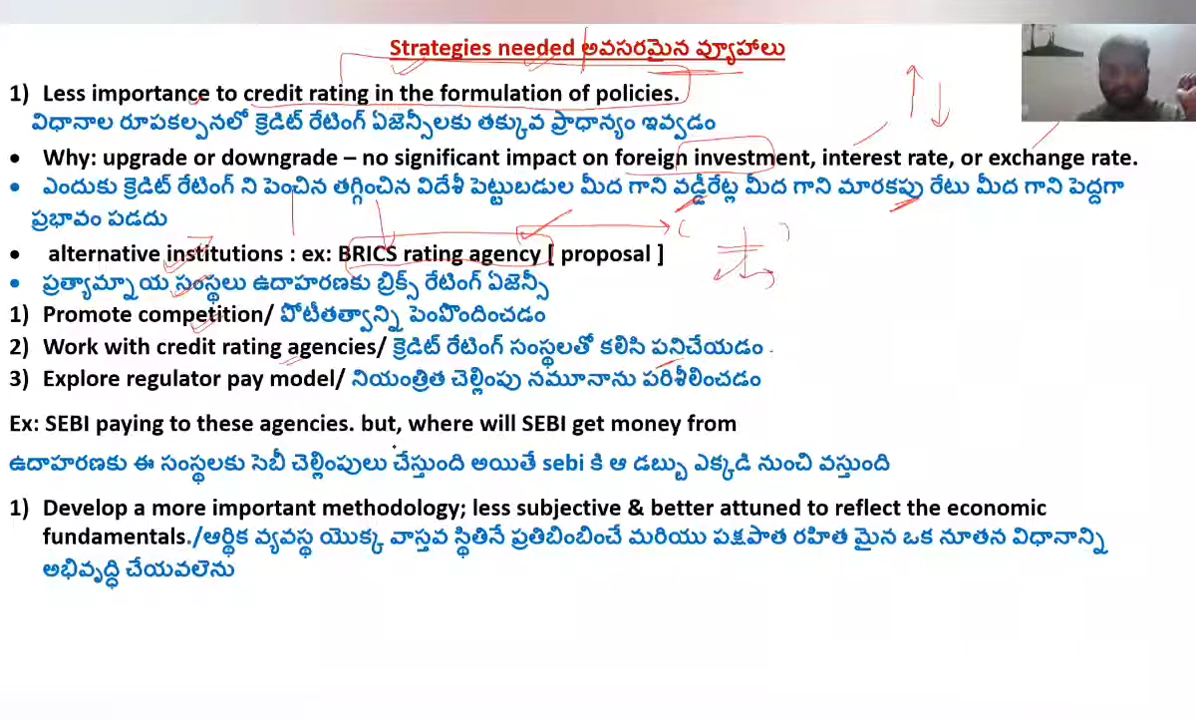 Strategies needed అవసరమైన వ్యూహాలు
1) Less importance to credit rating in the formulation of policies.
విధానాల రూపకల్పనలో క్రెడిట్ రేటింగ్ ఏజెన్సీలకు తక్కువ ప్రాధాన్యం ఇవ్వడం
• Why: upgrade or downgrade – no significant impact on foreign investment, interest rate, or exchange rate.
• ఎందుకు క్రెడిట్ రేటింగ్ ని పెంచిన తగ్గించిన విదేశీ పెట్టుబడుల మీద గాని వడ్డీరేట్ల మీద గాని మారకపు రేటు మీద గాని పెద్దగా
ప్రభావం పడదు
• alternative institutions : ex: BRICS rating agency [ proposal ]
• ప్రత్యామ్నాయ సంస్థలు ఉదాహరణకు బ్రిక్స్ రేటింగ్ ఏజెన్సీ
1) Promote competition/ పోటీతత్వాన్ని పెంపొందించడం
2) Work with credit rating agencies/ క్రెడిట్ రేటింగ్ సంస్థలతో కలిసి పనిచేయడం
3) Explore regulator pay model/ నియంత్రిత చెల్లింపు నమూనాను పరిశీలించడం
Ex: SEBI paying to these agencies. but, where will SEBI get money from
ఉదాహరణకు ఈ సంస్థలకు సెబీ చెల్లింపులు చేస్తుంది అయితే sebi కి ఆ డబ్బు ఎక్కడి నుంచి వస్తుంది
1) Develop a more important methodology; less subjective & better attuned to reflect the economic
fundamentals./ఆర్థిక వ్యవస్థ యొక్క వాస్తవ స్థితినే ప్రతిబింబించే మరియు పక్షపాత రహిత మైన ఒక నూతన విధానాన్ని
అభివృద్ధి చేయవలెను